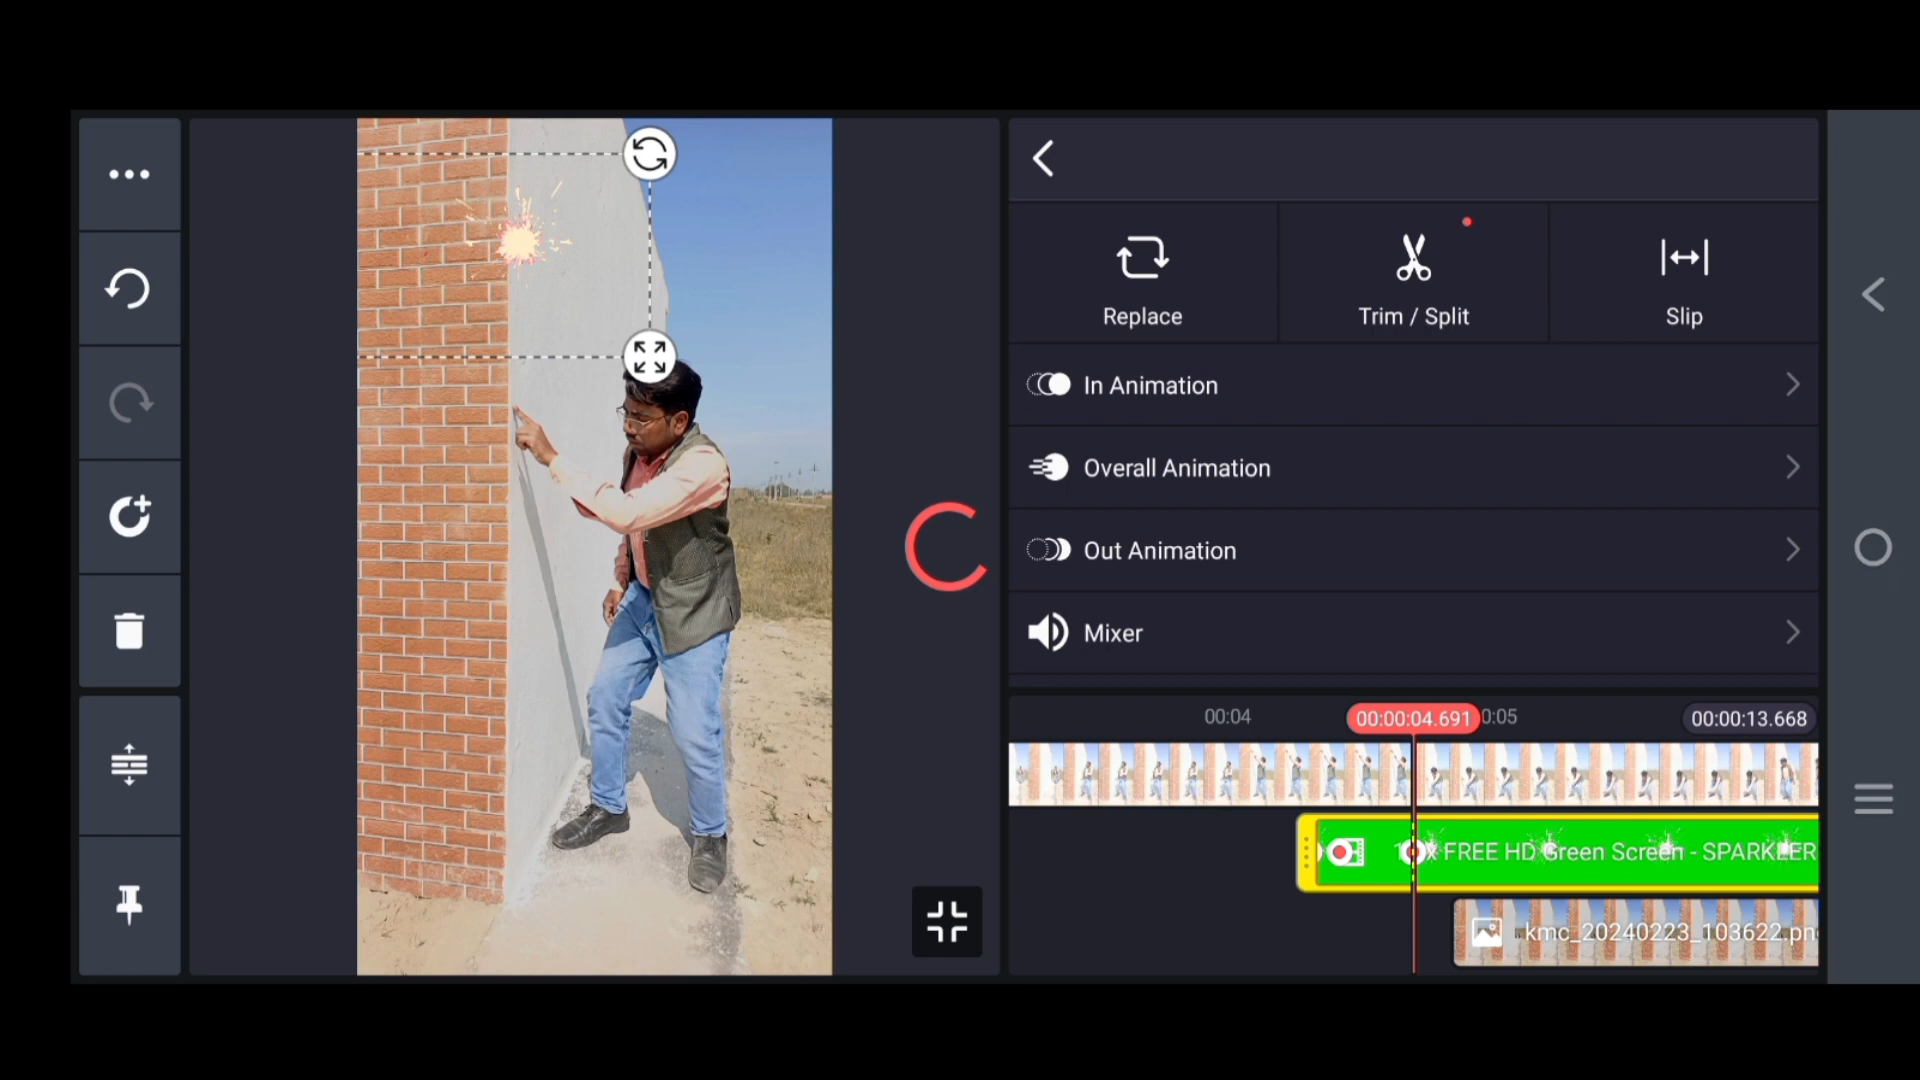 Replace
Trim / Split
Slip
In Animation
Overall Animation
Out Animation
Mixer
00:04
00:00:04.691
0:05
00:00:13.668
FREE HD Green Screen - SPARKLER
kmc_20240223_103622.pn